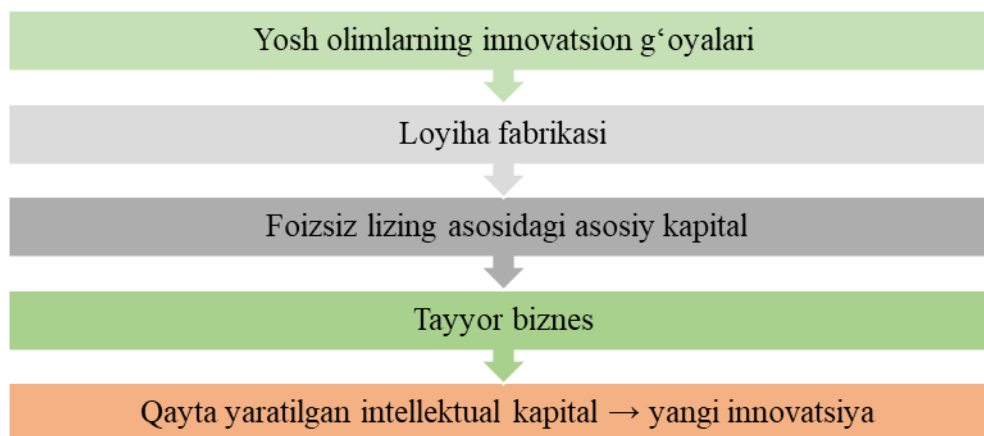 Yosh olimlarning innovatsion g‘oyalari
Loyiha fabrikasi
Foizsiz lizing asosidagi asosiy kapital
Tayyor biznes
Qayta yaratilgan intellektual kapital → yangi innovatsiya